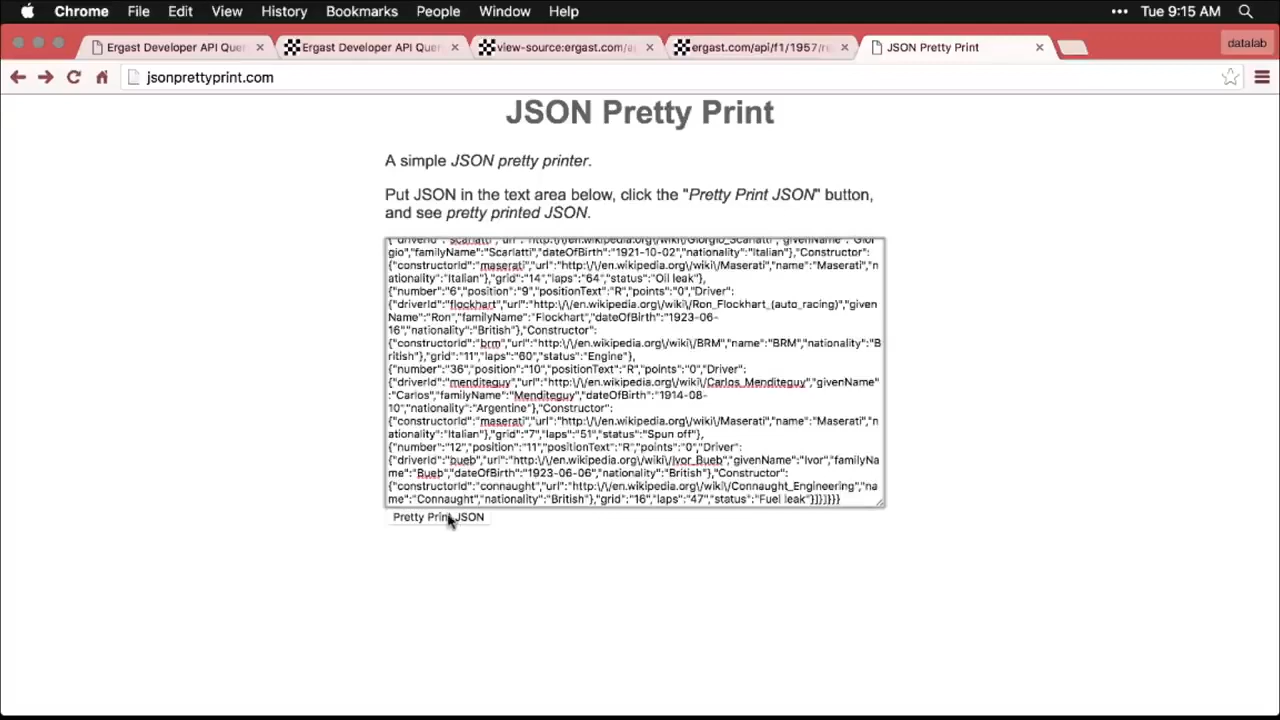 Chrome File Edit View History Bookmarks People Window Help ••• Tue 9:15 AM
Ergast Developer API Quer × Ergast Developer API Quer × view-source:ergast.com/a × ergast.com/api/f1/1957/re × JSON Pretty Print × datalab
jsonprettyprint.com
JSON Pretty Print
A simple JSON pretty printer.
Put JSON in the text area below, click the "Pretty Print JSON" button,
and see pretty printed JSON.
{"driverId":"scarlatti","url":"http:\/\/en.wikipedia.org\/wiki\/Giorgio_Scarlatti","givenName":"Gior
gio","familyName":"Scarlatti","dateOfBirth":"1921-10-02","nationality":"Italian"},"Constructor":
{"constructorId":"maserati","url":"http:\/\/en.wikipedia.org\/wiki\/Maserati","name":"Maserati","n
ationality":"Italian"},"grid":"14","laps":"64","status":"Oil leak"},
{"number":"6","position":"9","positionText":"R","points":"0","Driver":
{"driverId":"flockhart","url":"http:\/\/en.wikipedia.org\/wiki\/Ron_Flockhart_(auto_racing)","given
Name":"Ron","familyName":"Flockhart","dateOfBirth":"1923-06-
16","nationality":"British"},"Constructor":
{"constructorId":"brm","url":"http:\/\/en.wikipedia.org\/wiki\/BRM","name":"BRM","nationality":"B
ritish"},"grid":"11","laps":"60","status":"Engine"},
{"number":"36","position":"10","positionText":"R","points":"0","Driver":
{"driverId":"menditeguy","url":"http:\/\/en.wikipedia.org\/wiki\/Carlos_Menditeguy","givenName"
:"Carlos","familyName":"Menditeguy","dateOfBirth":"1914-08-
10","nationality":"Argentine"},"Constructor":
{"constructorId":"maserati","url":"http:\/\/en.wikipedia.org\/wiki\/Maserati","name":"Maserati","n
ationality":"Italian"},"grid":"7","laps":"51","status":"Spun off"},
{"number":"12","position":"11","positionText":"R","points":"0","Driver":
{"driverId":"bueb","url":"http:\/\/en.wikipedia.org\/wiki\/Ivor_Bueb","givenName":"Ivor","familyNa
me":"Bueb","dateOfBirth":"1923-06-06","nationality":"British"},"Constructor":
{"constructorId":"connaught","url":"http:\/\/en.wikipedia.org\/wiki\/Connaught_Engineering","na
me":"Connaught","nationality":"British"},"grid":"16","laps":"47","status":"Fuel leak"}]}]}}}
Pretty Print JSON